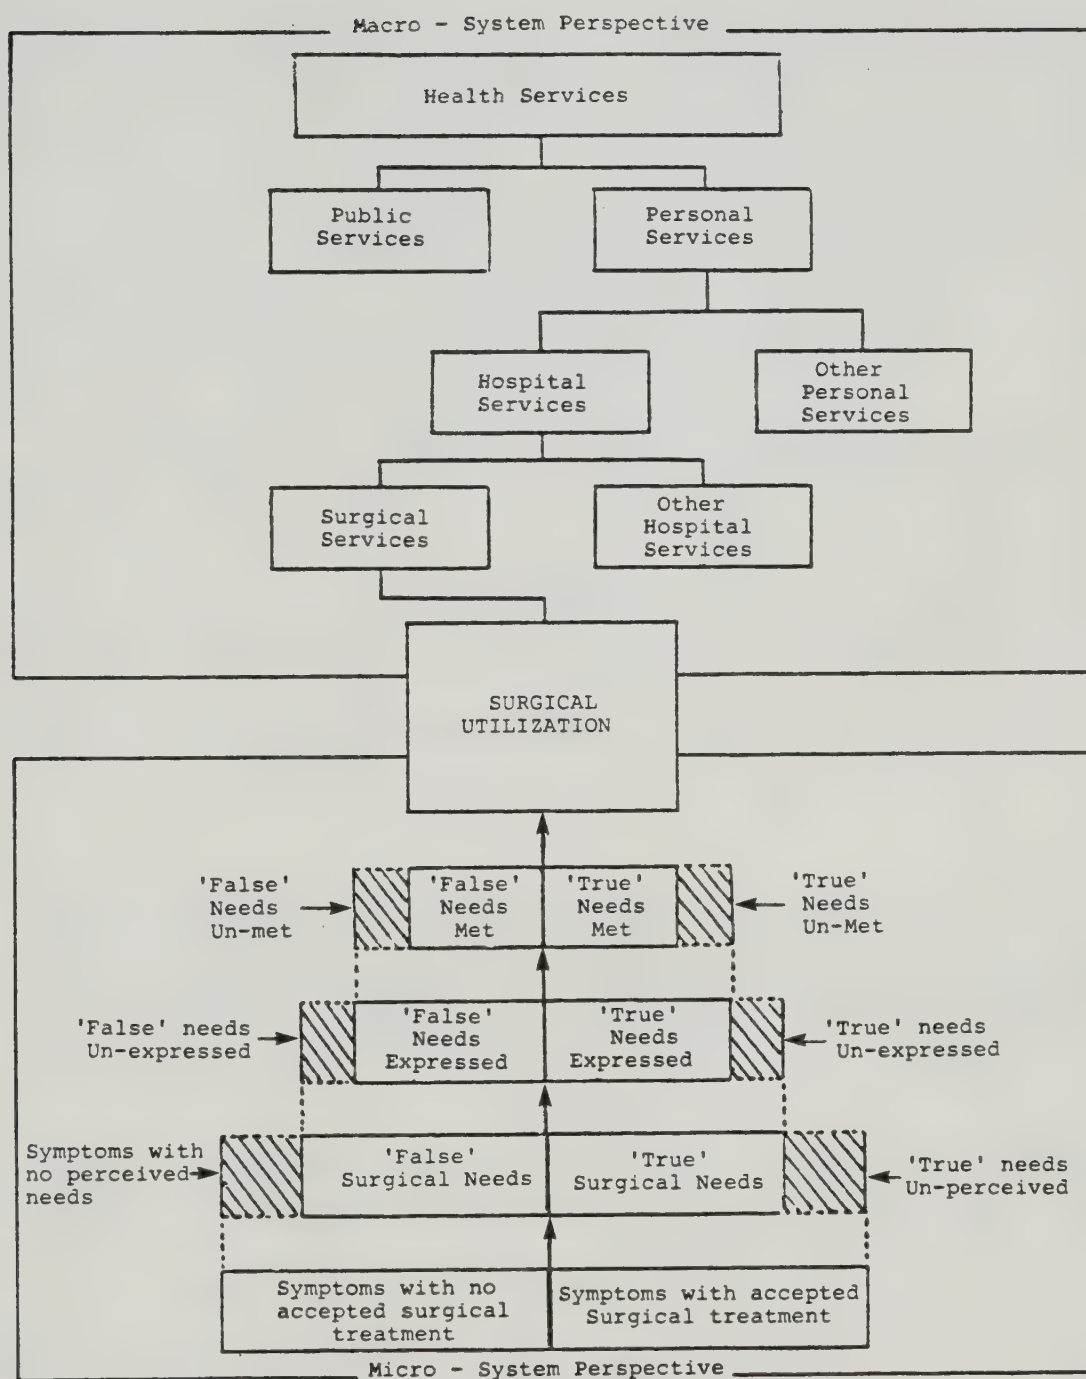 Macro - System Perspective
Health Services
Public
Services
Personal
Services
Hospital
Services
Other
Personal
Services
Surgical
Services
Other
Hospital
Services
SURGICAL
UTILIZATION
'False'
Needs
Un-met
'False'
Needs
Met
'True'
Needs
Met
'True'
Needs
Un-Met
'False' needs
Un-expressed
'False'
Needs
Expressed
'True'
Needs
Expressed
'True' needs
Un-expressed
Symptoms with
no perceived
needs
'False'
Surgical Needs
'True'
Surgical Needs
'True' needs
Un-perceived
Symptoms with no
accepted surgical
treatment
Symptoms with accepted
Surgical treatment
Micro - System Perspective